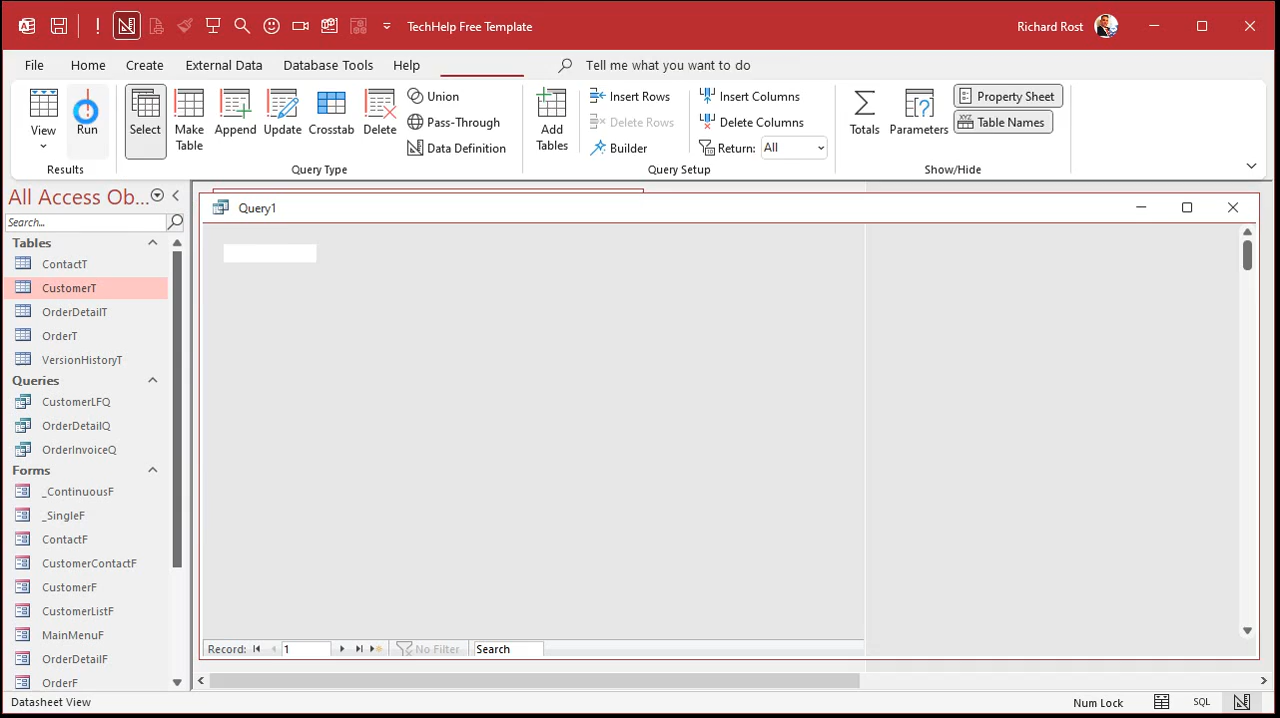 TechHelp Free Template
Richard Rost
File
Home
Create
External Data
Database Tools
Help
Tell me what you want to do
View
Run
Select
Make
Table
Append
Update
Crosstab
Delete
Union
Pass-Through
Data Definition
Add
Tables
Insert Rows
Delete Rows
Builder
Insert Columns
Delete Columns
Return: All
Totals
Parameters
Property Sheet
XYZ
Table Names
Results
Query Type
Query Setup
Show/Hide
All Access Ob...
Search...
Tables
ContactT
CustomerT
OrderDetailT
OrderT
VersionHistoryT
Queries
CustomerLFQ
OrderDetailQ
OrderInvoiceQ
Forms
_ContinuousF
_SingleF
ContactF
CustomerContactF
CustomerF
CustomerListF
MainMenuF
OrderDetailF
OrderF
Query1
Record: 1
No Filter
Search
Datasheet View
Num Lock
SQL